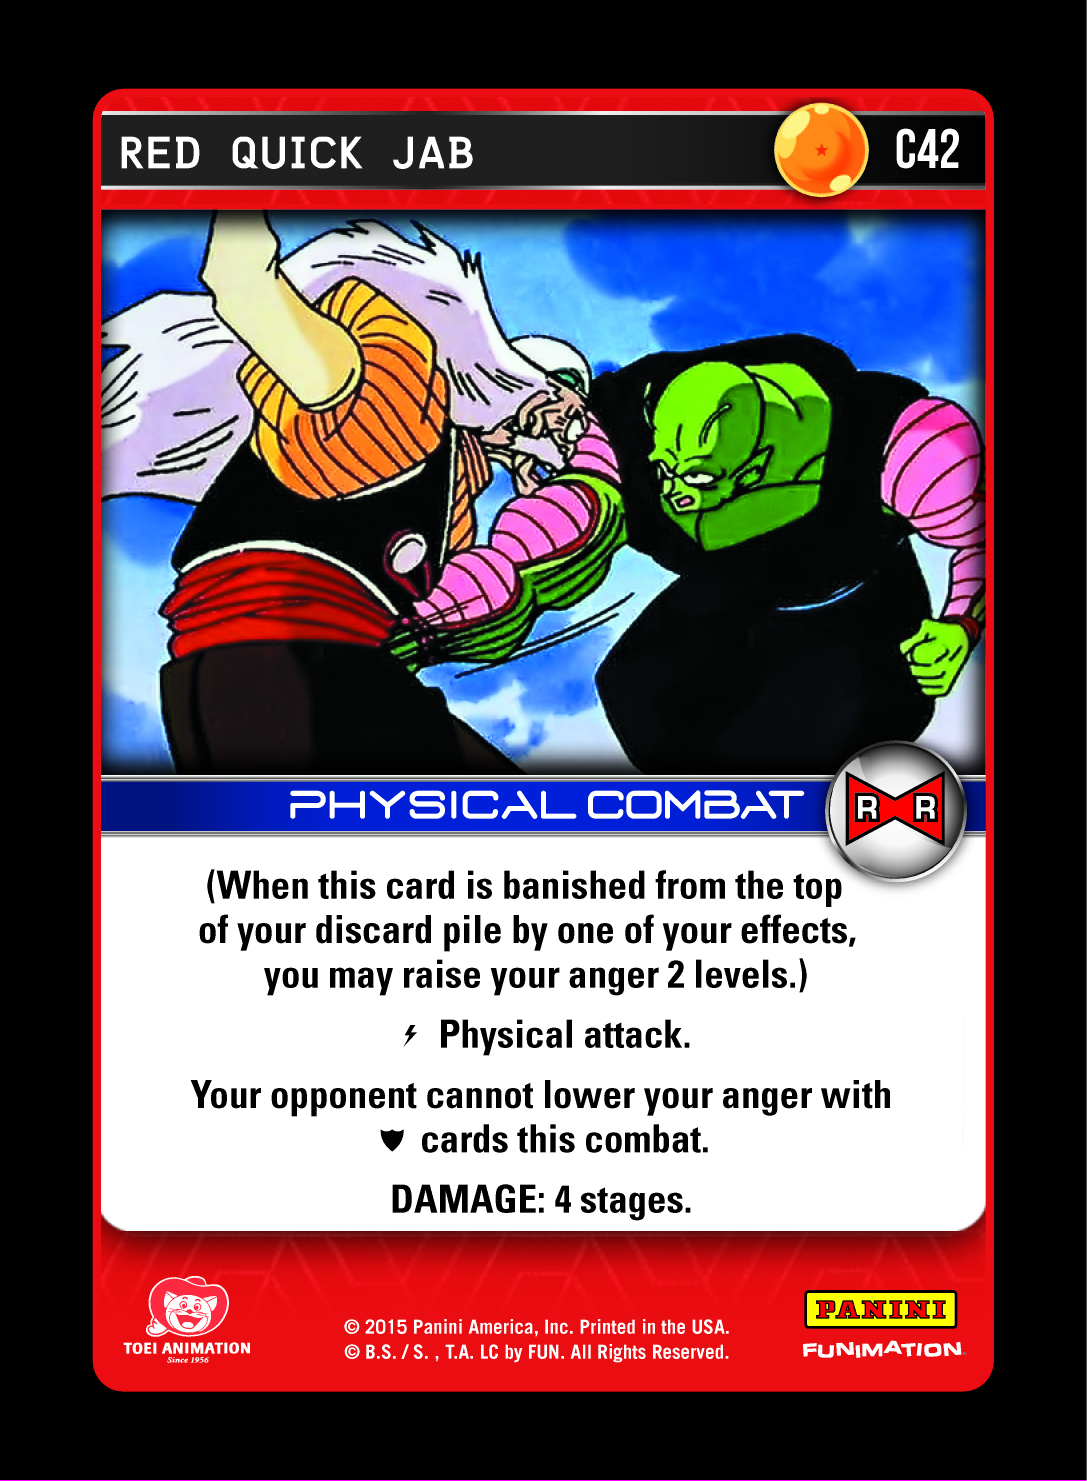 RED QUICK JAB
C42
PHYSICAL COMBAT
R R
(When this card is banished from the top
of your discard pile by one of your effects,
you may raise your anger 2 levels.)
Physical attack.
Your opponent cannot lower your anger with
cards this combat.
DAMAGE: 4 stages.
TOEI ANIMATION
Since 1956
© 2015 Panini America, Inc. Printed in the USA.
© B.S. / S. , T.A. LC by FUN. All Rights Reserved.
PANINI
FUNIMATION